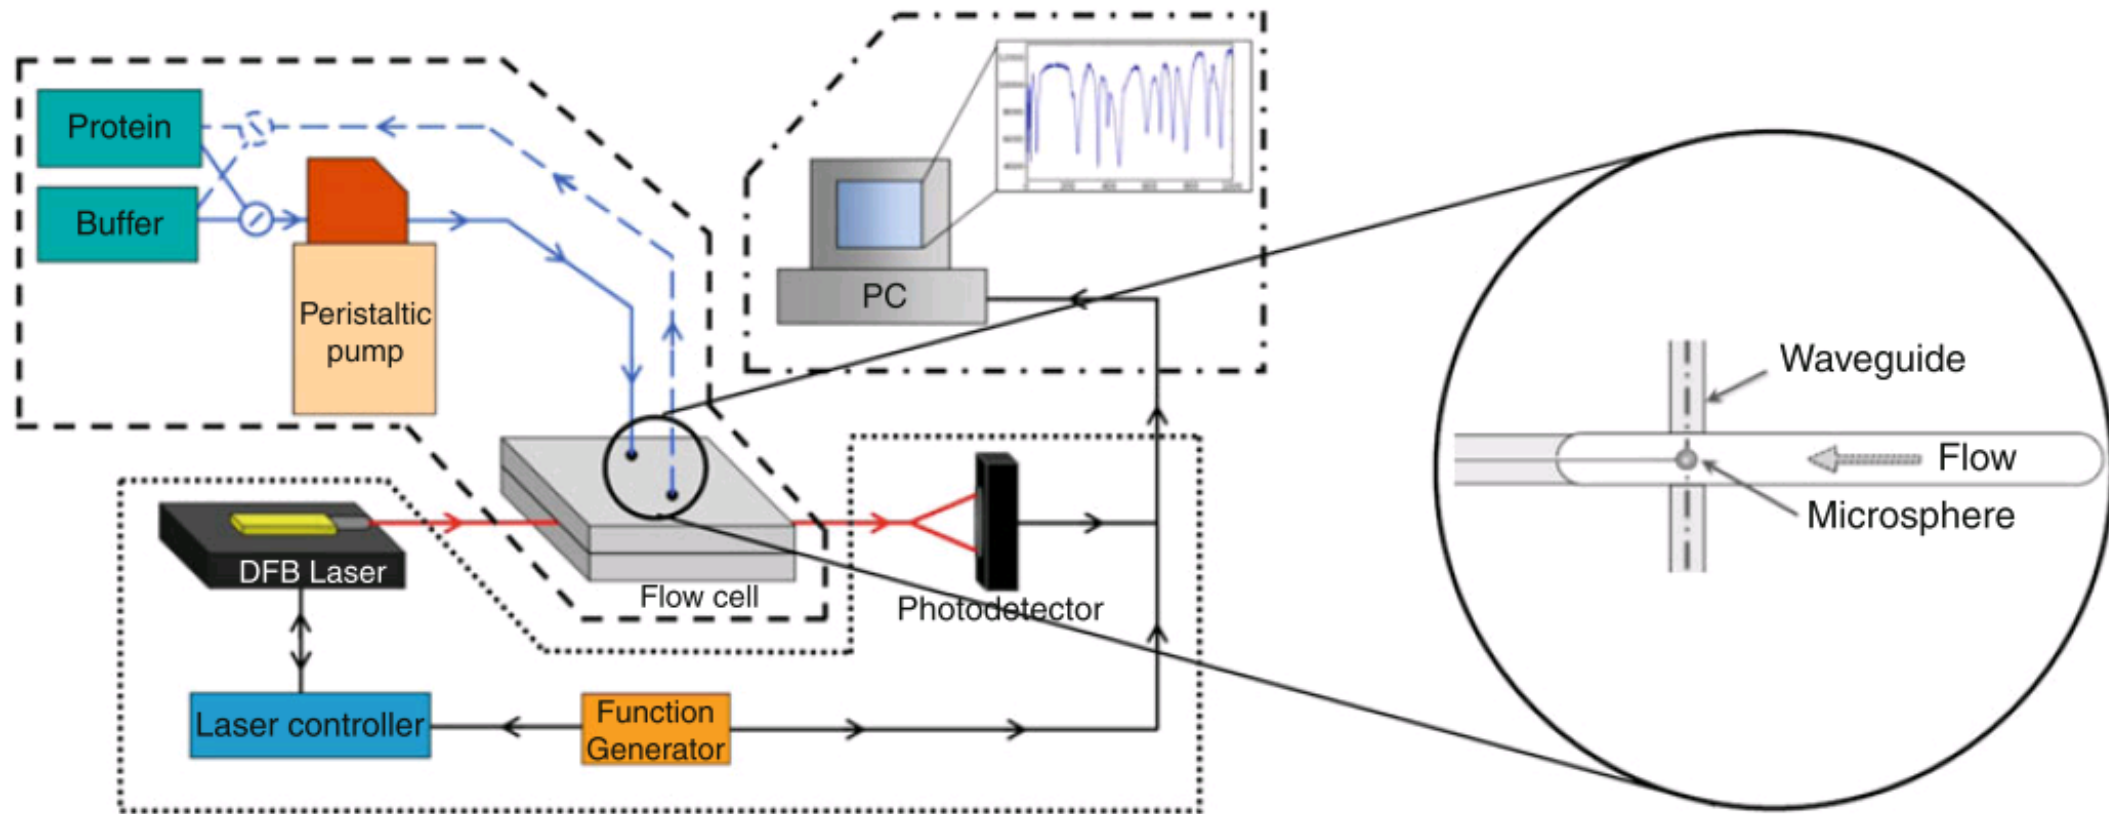 Protein
Buffer
Peristaltic
pump
PC
DFB Laser
Flow cell
Photodetector
Laser controller
Function
Generator
Waveguide
Flow
Microsphere